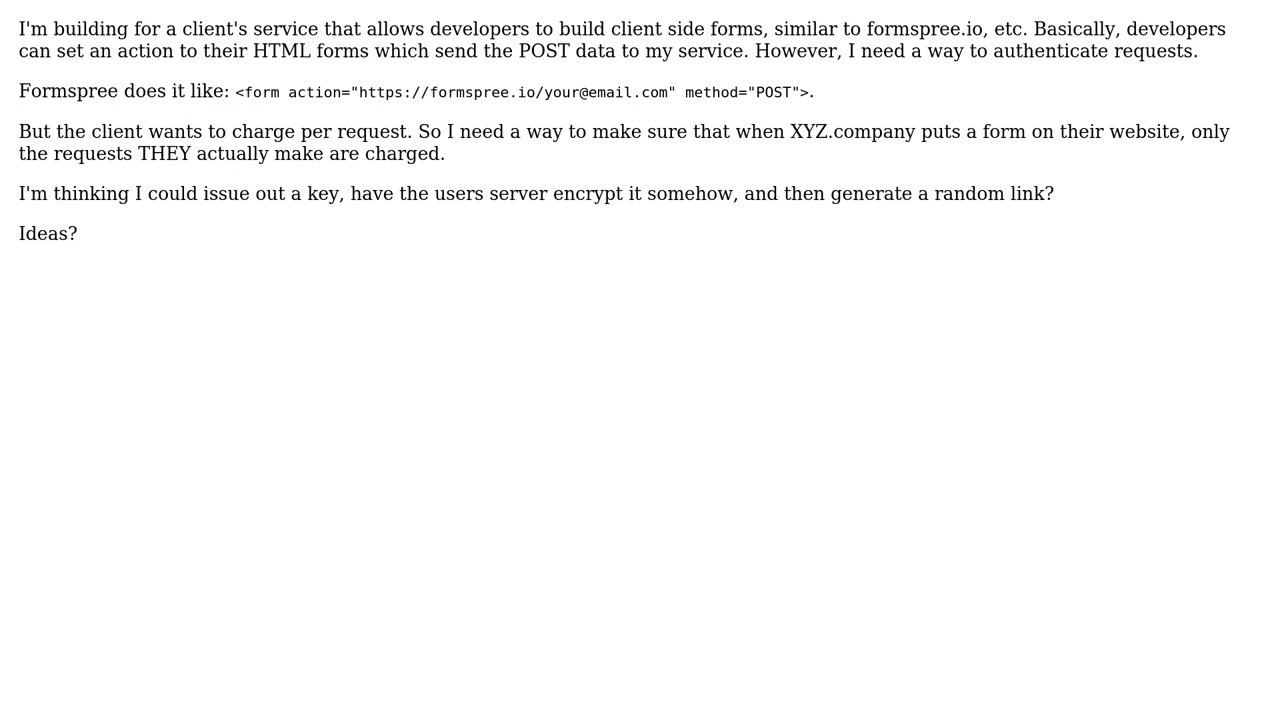 I'm building for a client's service that allows developers to build client side forms, similar to formspree.io, etc. Basically, developers
can set an action to their HTML forms which send the POST data to my service. However, I need a way to authenticate requests.
Formspree does it like: <form action="https://formspree.io/your@email.com" method="POST">.
But the client wants to charge per request. So I need a way to make sure that when XYZ.company puts a form on their website, only
the requests THEY actually make are charged.
I'm thinking I could issue out a key, have the users server encrypt it somehow, and then generate a random link?
Ideas?